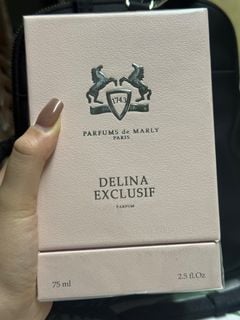 1743
PARFUMS de MARLY
PARIS
DELINA
EXCLUSIF
PARFUM
75 ml
2.5 fl.Oz